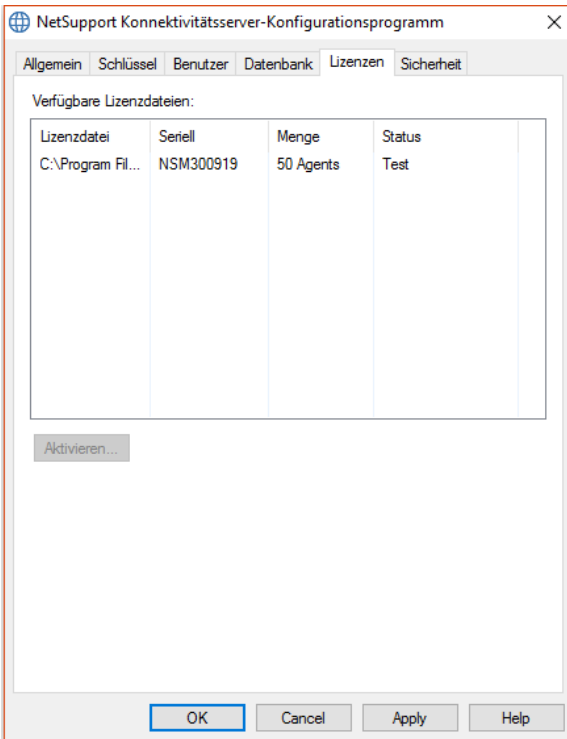 NetSupport Konnektivitätsserver-Konfigurationsprogramm
Allgemein Schlüssel Benutzer Datenbank Lizenzen Sicherheit
Verfügbare Lizenzdateien:
Lizenzdatei Seriell Menge Status
C:\Program Fil... NSM300919 50 Agents Test
Aktivieren...
OK Cancel Apply Help